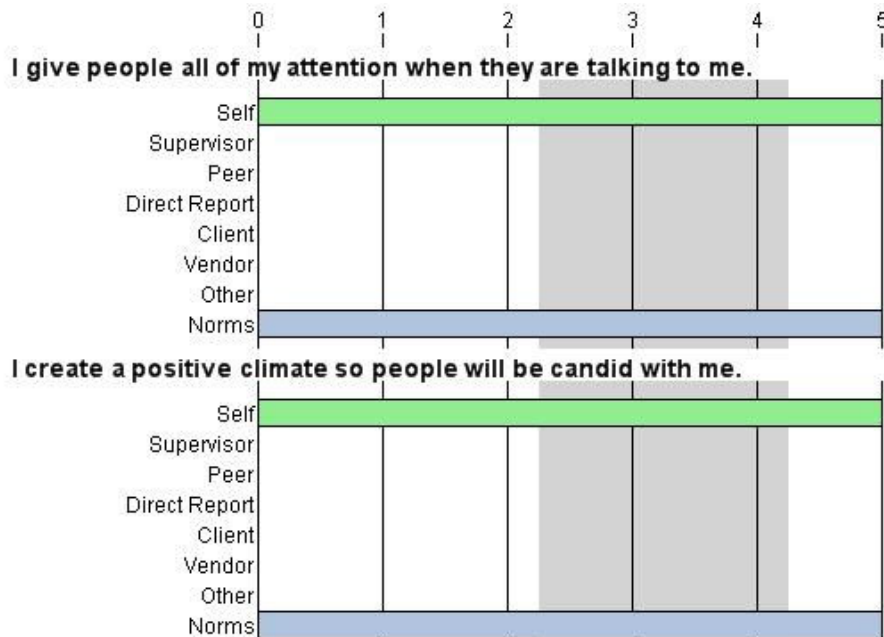 0 1 2 3 4 5
I give people all of my attention when they are talking to me.
Self
Supervisor
Peer
Direct Report
Client
Vendor
Other
Norms
I create a positive climate so people will be candid with me.
Self
Supervisor
Peer
Direct Report
Client
Vendor
Other
Norms